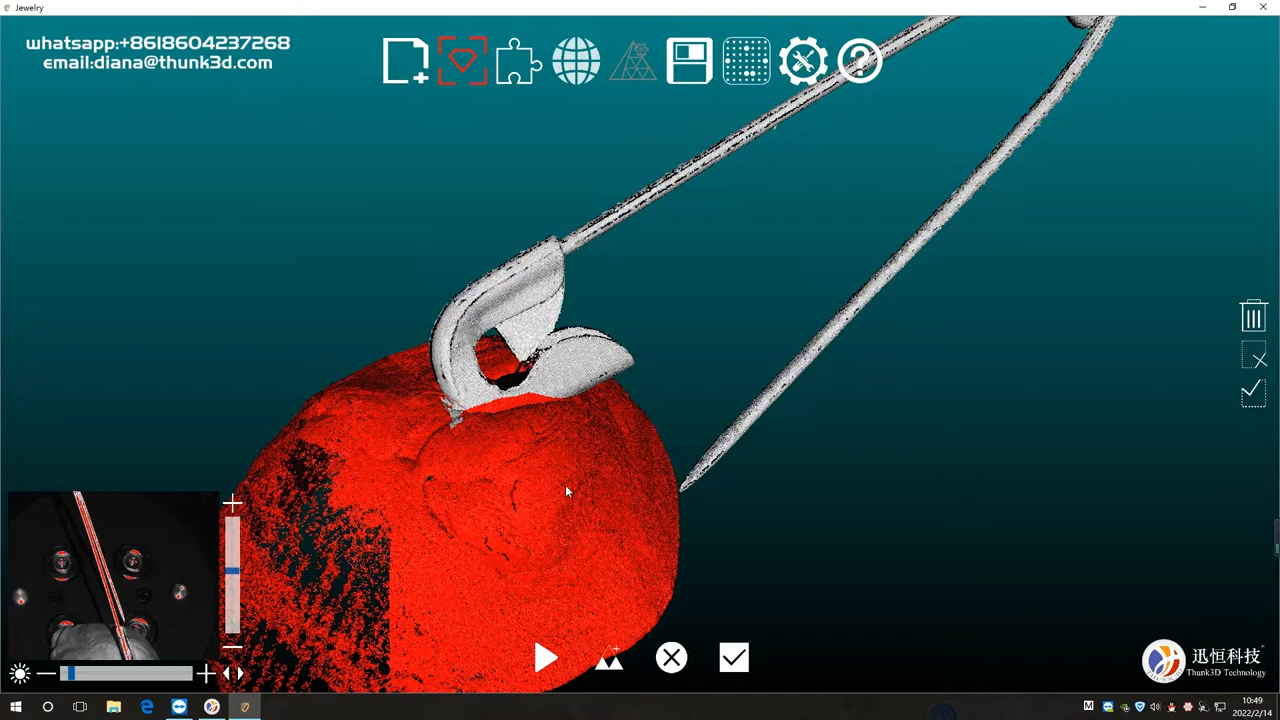 Jewelry
whatsapp:+8618604237268
email:diana@thunk3d.com
迅恒科技
Thunk3D Technology
M
10:49
2022/2/14